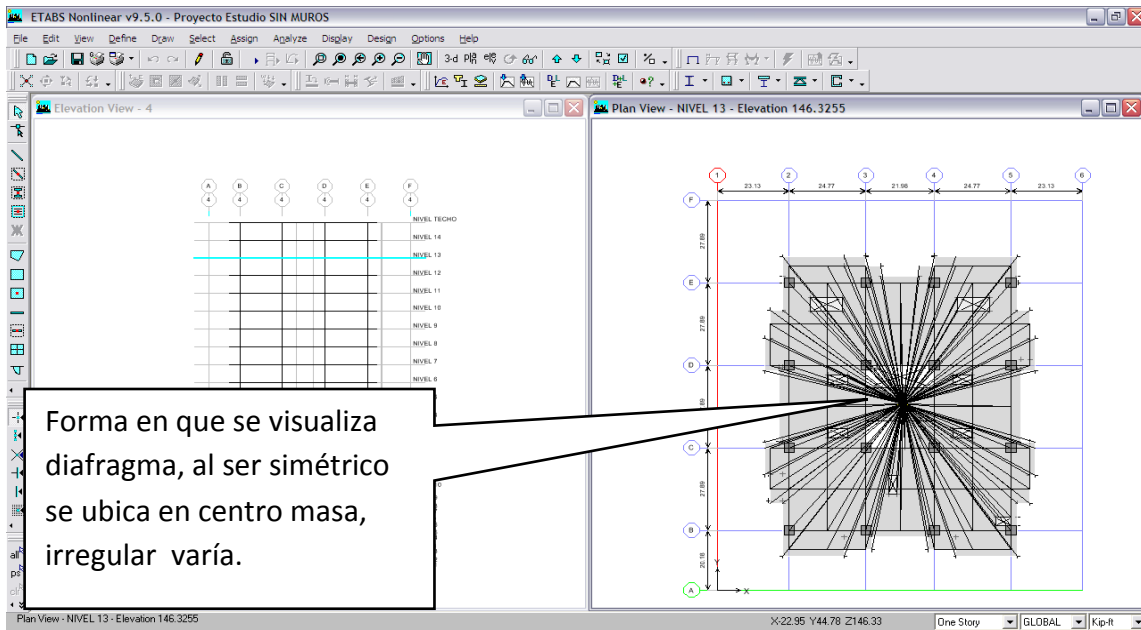 ETABS Nonlinear v9.5.0 - Proyecto Estudio SIN MUROS
File Edit View Define Draw Select Assign Analyze Display Design Options Help
3-d
Elevation View - 4
A B C D E F
4 4 4 4 4 4
NIVEL TECHO
NIVEL 14
NIVEL 13
NIVEL 12
NIVEL 11
NIVEL 10
NIVEL 9
NIVEL 8
NIVEL 7
NIVEL 6
Plan View - NIVEL 13 - Elevation 146.3255
1 2 3 4 5 6
23.13 24.77 21.98 24.77 23.13
F
27.89
E
27.89
D
C
27.89
B
20.18
A
Y
X
Forma en que se visualiza
diafragma, al ser simétrico
se ubica en centro masa,
irregular varía.
all
ps
Plan View - NIVEL 13 - Elevation 146.3255
X-22.95 Y44.78 Z146.33
One Story
GLOBAL
Kip-ft